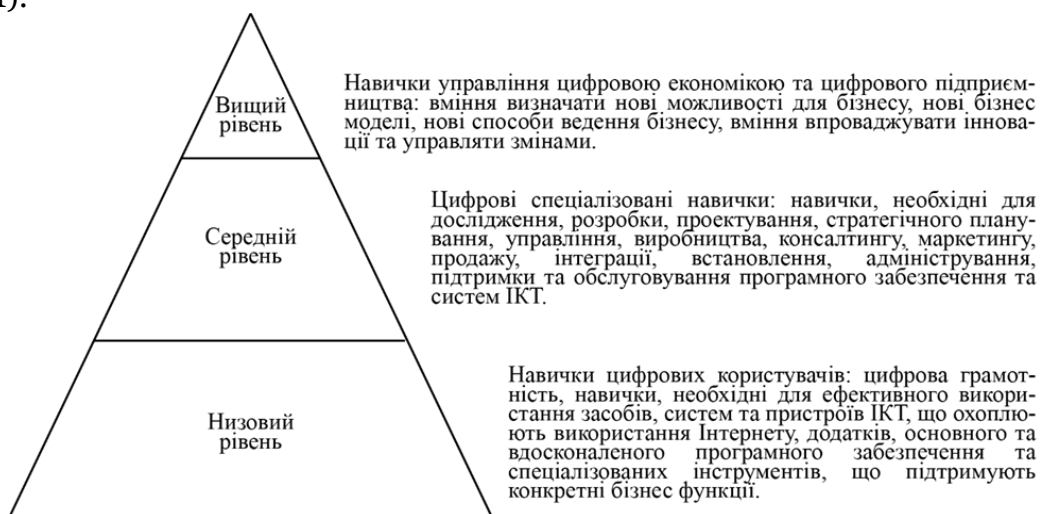 Вищий
рівень
Навички управління цифровою економікою та цифрового підприєм-
ництва: вміння визначати нові можливості для бізнесу, нові бізнес
моделі, нові способи ведення бізнесу, вміння впроваджувати іннова-
ції та управляти змінами.
Середній
рівень
Цифрові спеціалізовані навички: навички, необхідні для
дослідження, розробки, проектування, стратегічного плану-
вання, управління, виробництва, консалтингу, маркетингу,
продажу, інтеграції, встановлення, адміністрування,
підтримки та обслуговування програмного забезпечення та
систем ІКТ.
Низовий
рівень
Навички цифрових користувачів: цифрова грамот-
ність, навички, необхідні для ефективного викори-
стання засобів, систем та пристроїв ІКТ, що охоплю-
ють використання Інтернету, додатків, основного та
вдосконаленого програмного забезпечення та
спеціалізованих інструментів, що підтримують
конкретні бізнес функції.